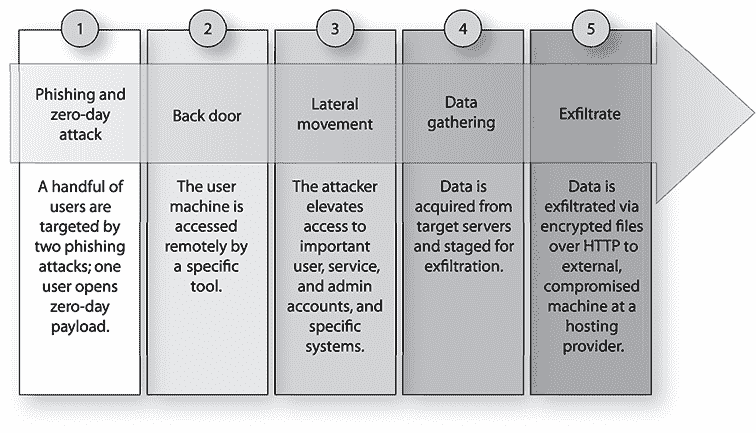 1
Phishing and
zero-day
attack
A handful of
users are
targeted by
two phishing
attacks; one
user opens
zero-day
payload.
2
Back door
The user
machine is
accessed
remotely by
a specific
tool.
3
Lateral
movement
The attacker
elevates
access to
important
user, service,
and admin
accounts, and
specific
systems.
4
Data
gathering
Data is
acquired from
target servers
and staged for
exfiltration.
5
Exfiltrate
Data is
exfiltrated via
encrypted files
over HTTP to
external,
compromised
machine at a
hosting
provider.